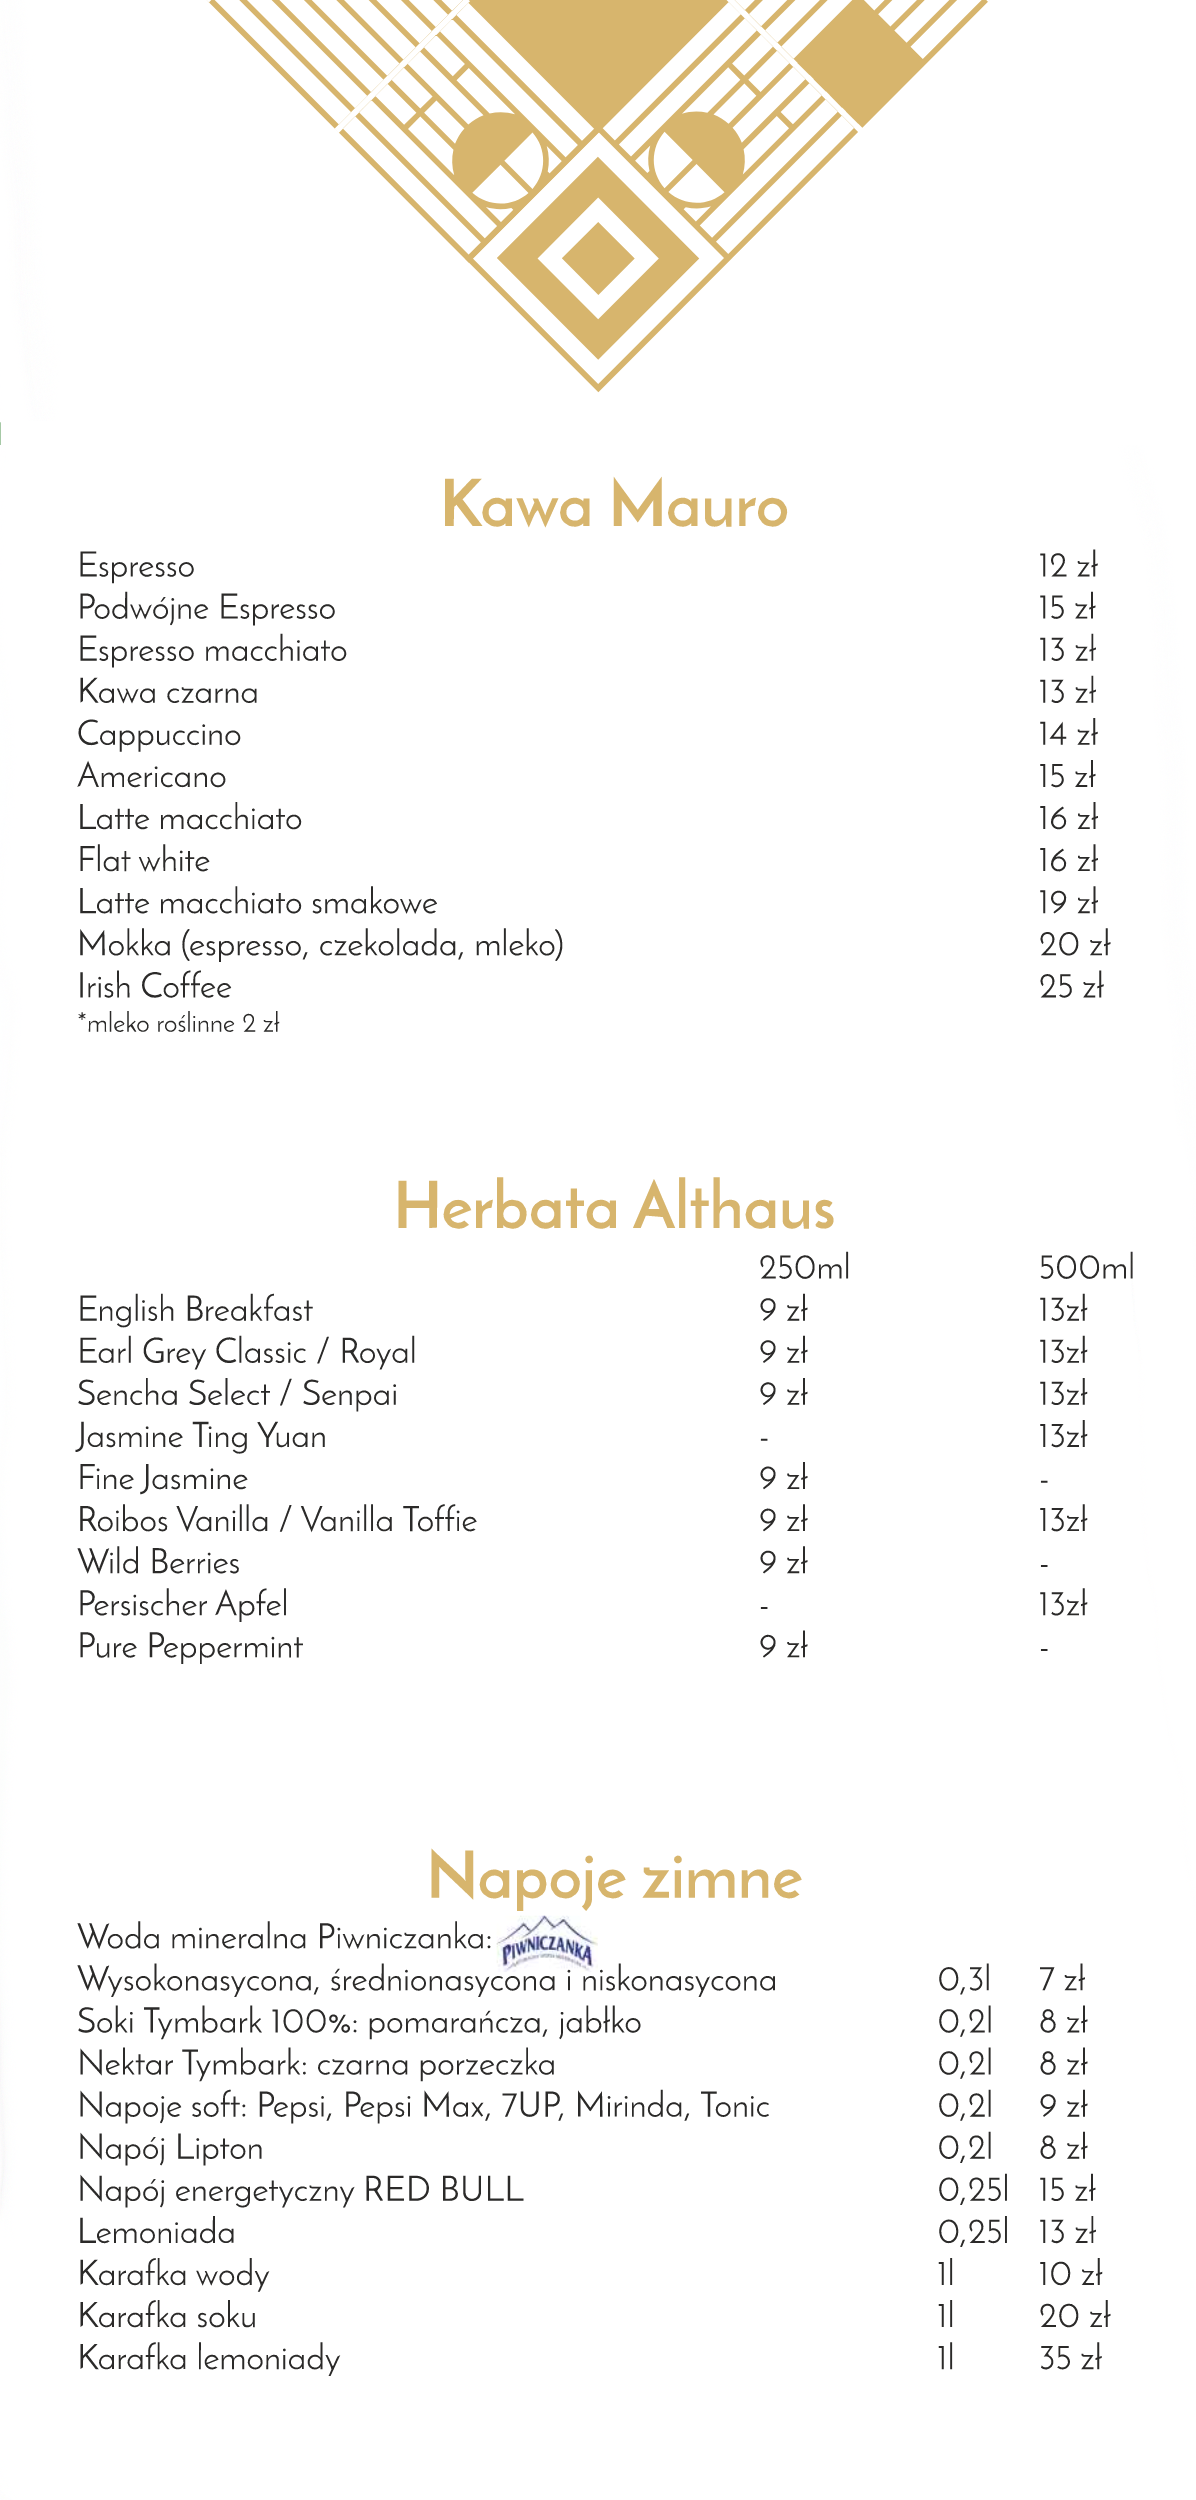 Kawa Mauro
Espresso 12 zł
Podwójne Espresso 15 zł
Espresso macchiato 13 zł
Kawa czarna 13 zł
Cappuccino 14 zł
Americano 15 zł
Latte macchiato 16 zł
Flat white 16 zł
Latte macchiato smakowe 19 zł
Mokka (espresso, czekolada, mleko) 20 zł
Irish Coffee 25 zł
*mleko roślinne 2 zł
Herbata Althaus
250ml 500ml
English Breakfast 9 zł 13zł
Earl Grey Classic / Royal 9 zł 13zł
Sencha Select / Senpai 9 zł 13zł
Jasmine Ting Yuan - 13zł
Fine Jasmine 9 zł -
Roibos Vanilla / Vanilla Toffie 9 zł 13zł
Wild Berries 9 zł -
Persischer Apfel - 13zł
Pure Peppermint 9 zł -
Napoje zimne
Woda mineralna Piwniczanka: PIWNICZANKA
Wysokonasycona, średnionasycona i niskonasycona 0,3l 7 zł
Soki Tymbark 100%: pomarańcza, jabłko 0,2l 8 zł
Nektar Tymbark: czarna porzeczka 0,2l 8 zł
Napoje soft: Pepsi, Pepsi Max, 7UP, Mirinda, Tonic 0,2l 9 zł
Napój Lipton 0,2l 8 zł
Napój energetyczny RED BULL 0,25l 15 zł
Lemoniada 0,25l 13 zł
Karafka wody 1l 10 zł
Karafka soku 1l 20 zł
Karafka lemoniady 1l 35 zł